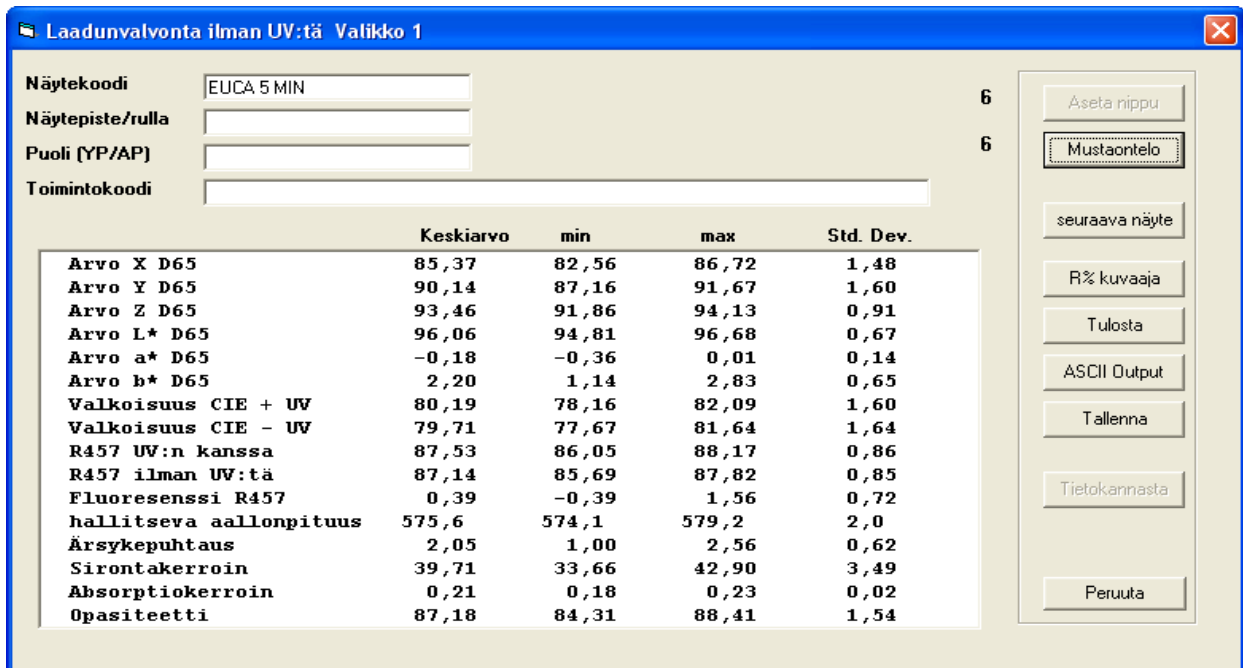 Laadunvalvonta ilman UV:tä Valikko 1
Näytekoodi EUCA 5 MIN
Näytepiste/rulla
Puoli (YP/AP)
Toimintokoodi
6
6
Keskiarvo min max Std. Dev.
Arvo X D65 85,37 82,56 86,72 1,48
Arvo Y D65 90,14 87,16 91,67 1,60
Arvo Z D65 93,46 91,86 94,13 0,91
Arvo L* D65 96,06 94,81 96,68 0,67
Arvo a* D65 -0,18 -0,36 0,01 0,14
Arvo b* D65 2,20 1,14 2,83 0,65
Valkoisuus CIE + UV 80,19 78,16 82,09 1,60
Valkoisuus CIE - UV 79,71 77,67 81,64 1,64
R457 UV:n kanssa 87,53 86,05 88,17 0,86
R457 ilman UV:tä 87,14 85,69 87,82 0,85
Fluoresenssi R457 0,39 -0,39 1,56 0,72
hallitseva aallonpituus 575,6 574,1 579,2 2,0
Ärsykepuhtaus 2,05 1,00 2,56 0,62
Sirontakerroin 39,71 33,66 42,90 3,49
Absorptiokerroin 0,21 0,18 0,23 0,02
Opasiteetti 87,18 84,31 88,41 1,54
Aseta nippu
Mustaontelo
seuraava näyte
R% kuvaaja
Tulosta
ASCII Output
Tallenna
Tietokannasta
Peruuta